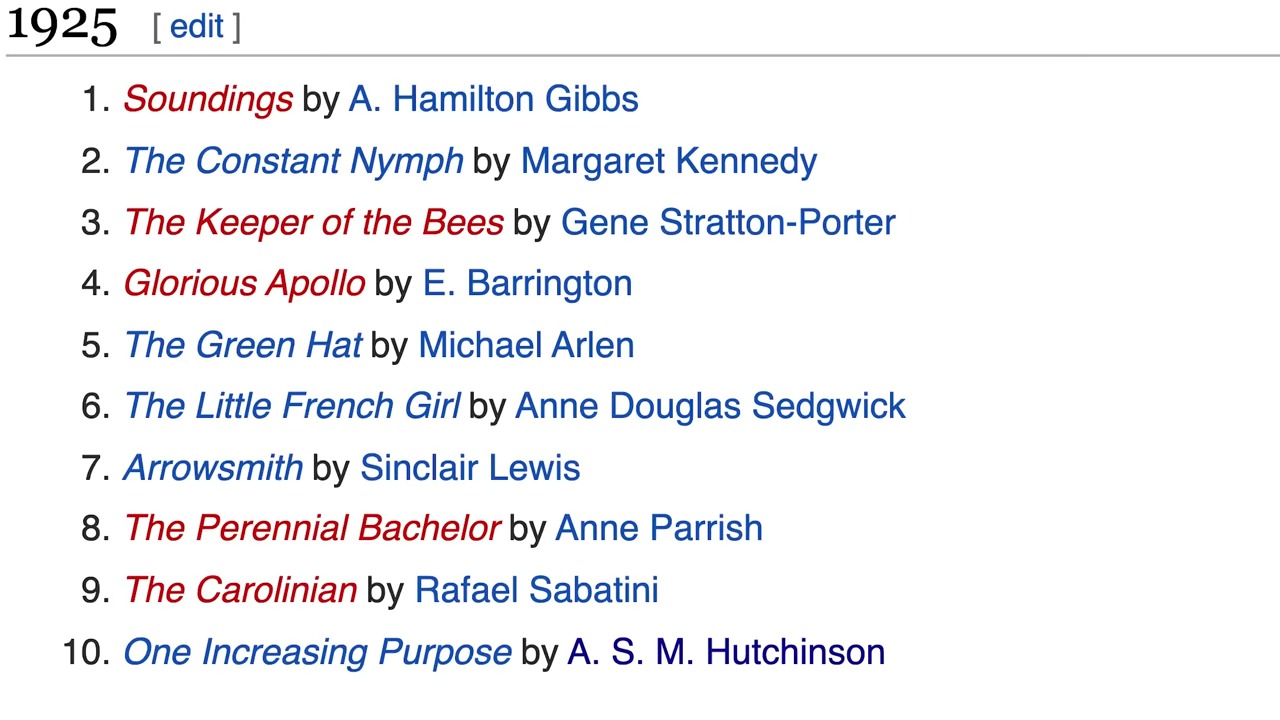 1925 [ edit ]
1. Soundings by A. Hamilton Gibbs
2. The Constant Nymph by Margaret Kennedy
3. The Keeper of the Bees by Gene Stratton-Porter
4. Glorious Apollo by E. Barrington
5. The Green Hat by Michael Arlen
6. The Little French Girl by Anne Douglas Sedgwick
7. Arrowsmith by Sinclair Lewis
8. The Perennial Bachelor by Anne Parrish
9. The Carolinian by Rafael Sabatini
10. One Increasing Purpose by A. S. M. Hutchinson